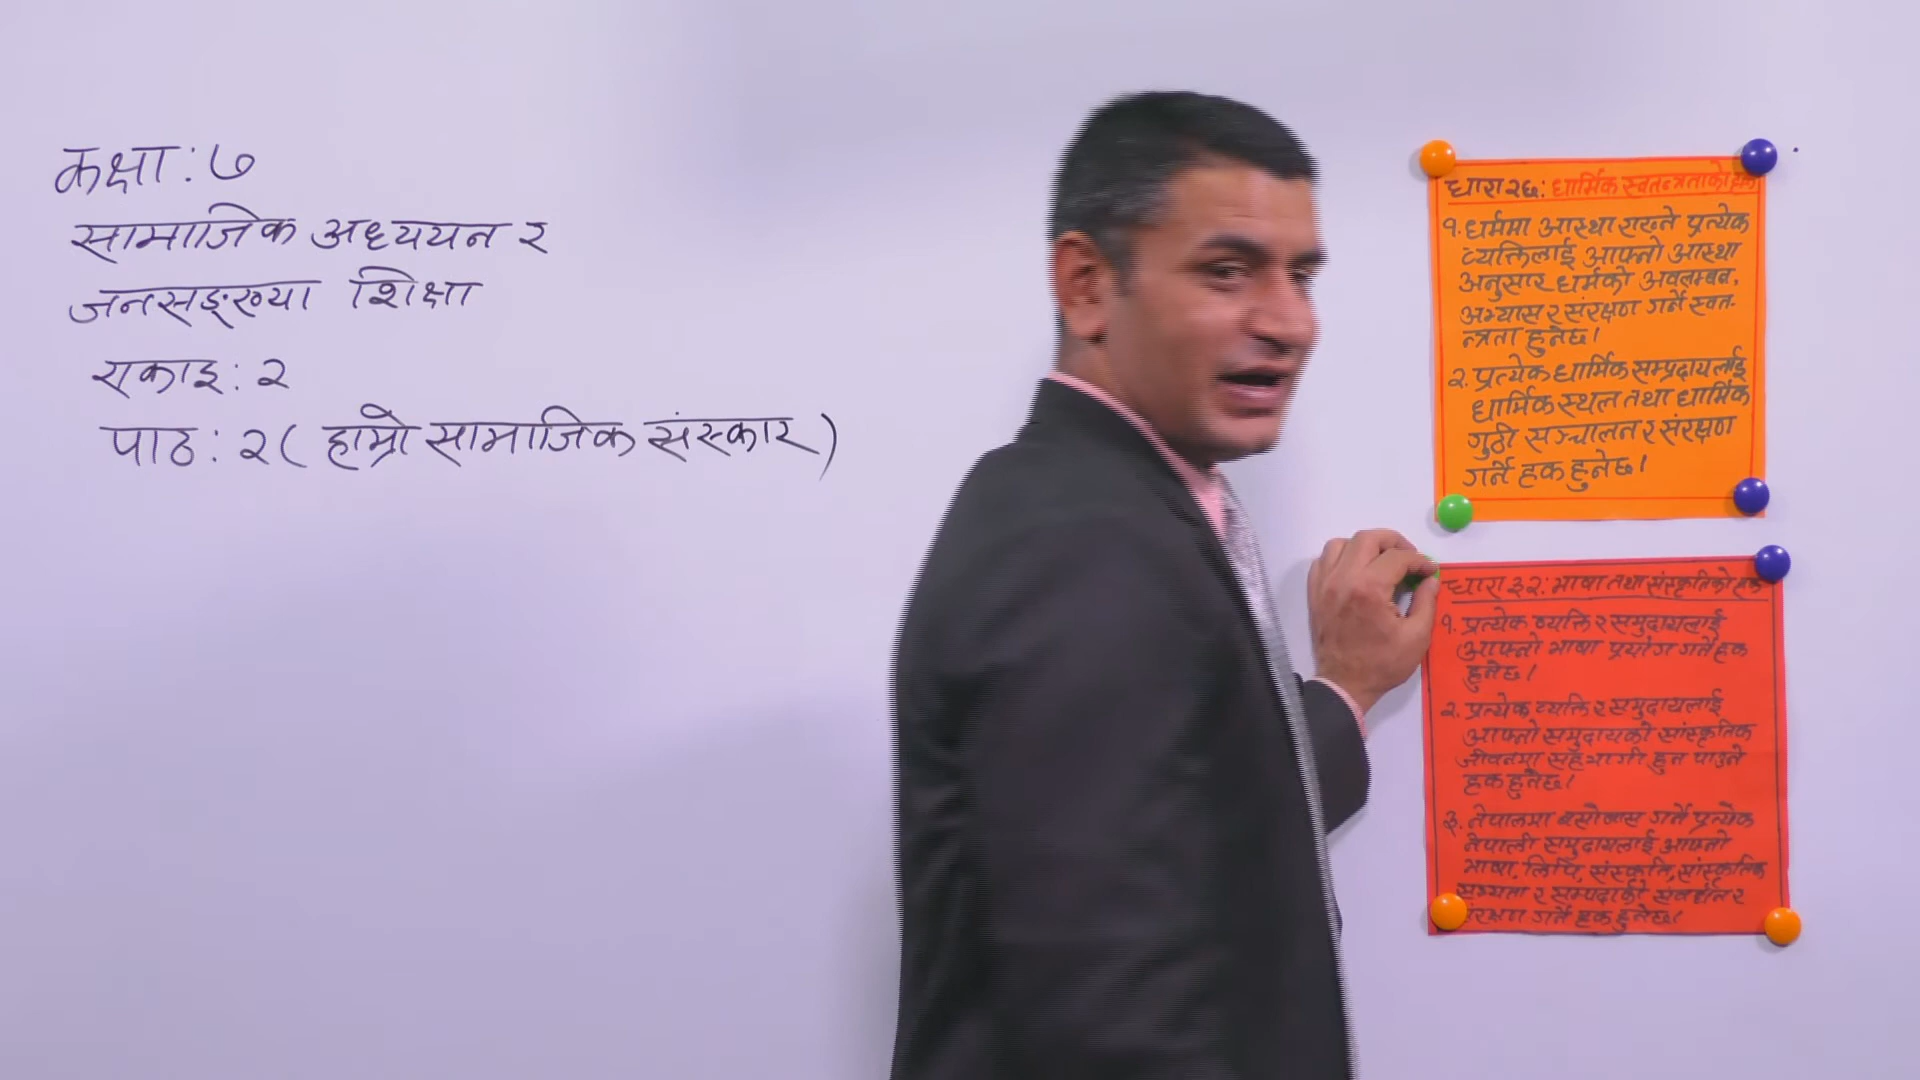 कक्षा : ७
सामाजिक अध्ययन र
जनसङ्ख्या शिक्षा
एकाइ : २
पाठ : २ ( हाम्रो सामाजिक संस्कार )
धारा २६ : धार्मिक स्वतन्त्रताको हक
१. धर्ममा आस्था राख्ने प्रत्येक
व्यक्तिलाई आफ्नो आस्था
अनुसार धर्मको अवलम्बन,
अभ्यास र संरक्षण गर्ने स्वत-
न्त्रता हुनेछ।
२. प्रत्येक धार्मिक सम्प्रदायलाई
धार्मिक स्थल तथा धार्मिक
गुठी सञ्चालन र संरक्षण
गर्ने हक हुनेछ।
धारा ३२ : भाषा तथा संस्कृतिको हक
१. प्रत्येक व्यक्ति र समुदायलाई
आफ्नो भाषा प्रयोग गर्ने हक
हुनेछ।
२. प्रत्येक व्यक्ति र समुदायलाई
आफ्नो समुदायको सांस्कृतिक
जीवनमा सहभागी हुन पाउने
हक हुनेछ।
३. नेपालमा बसोबास गर्ने प्रत्येक
नेपाली समुदायलाई आफ्नो
भाषा, लिपि, संस्कृति, सांस्कृतिक
सभ्यता र सम्पदाको संवर्धन र
संरक्षण गर्ने हक हुनेछ।